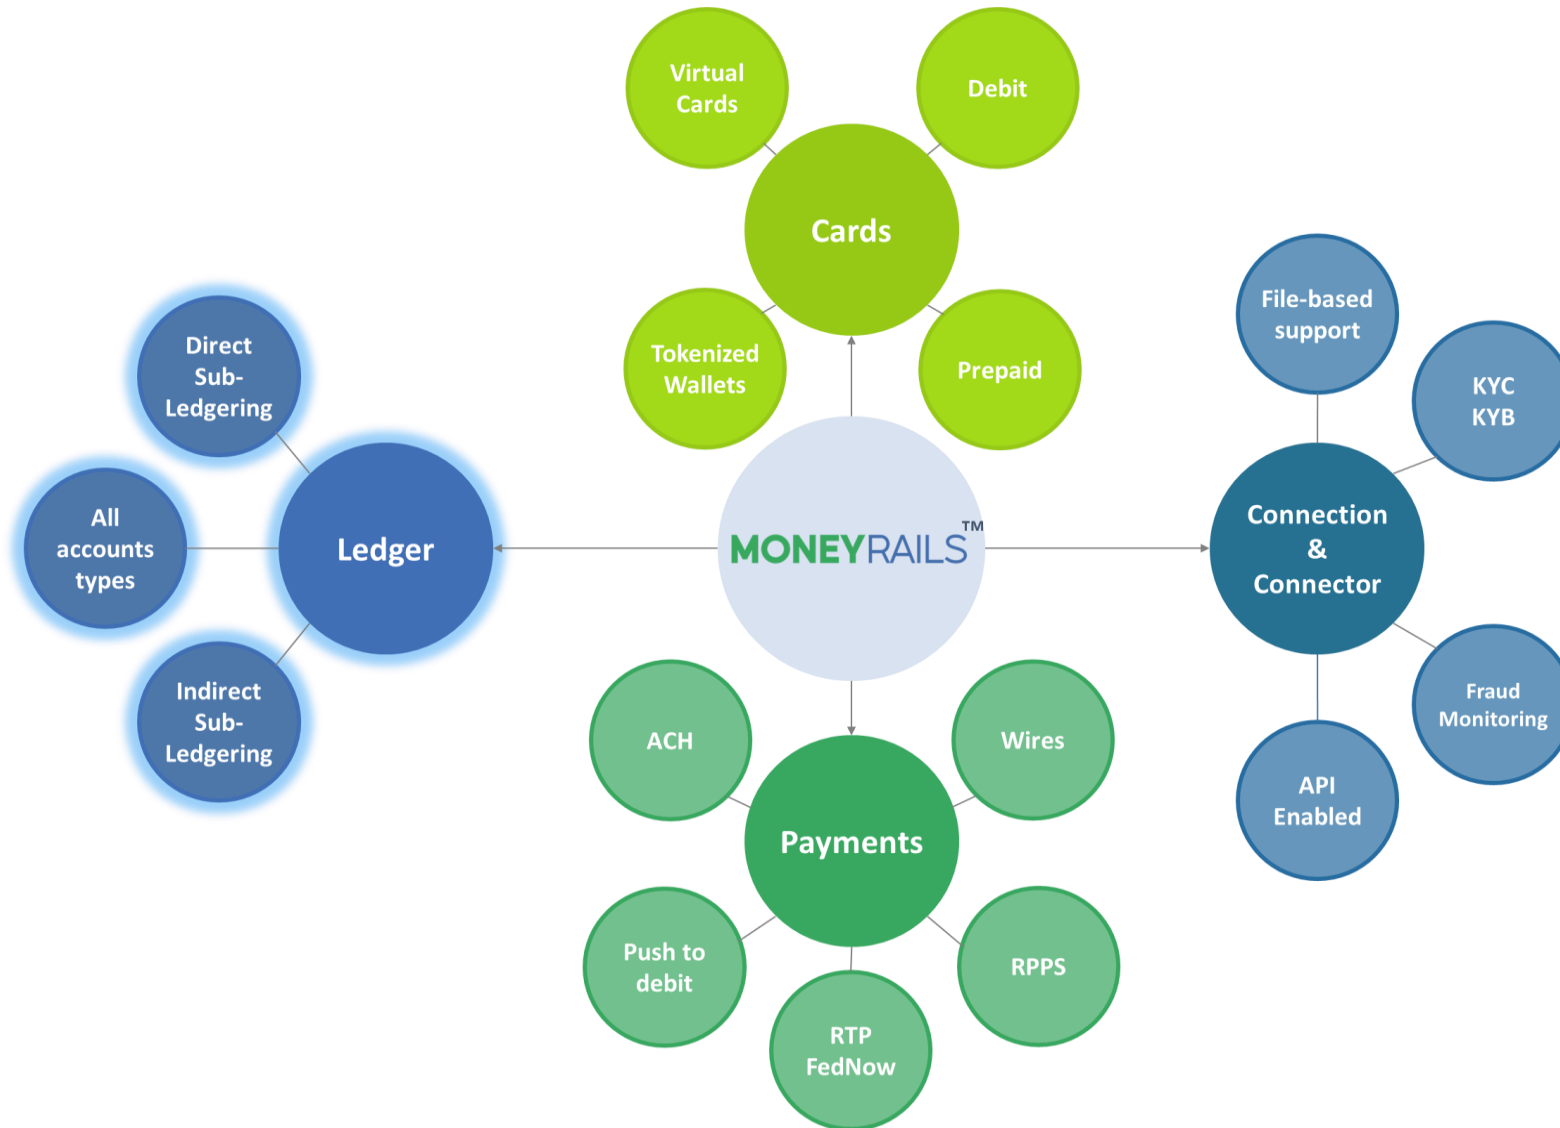 Virtual
Cards
Debit
Cards
Tokenized
Wallets
Prepaid
File-based
support
KYC
KYB
Connection
&
Connector
Fraud
Monitoring
API
Enabled
Direct
Sub-
Ledgering
All
accounts
types
Indirect
Sub-
Ledgering
Ledger
MONEYRAILS™
ACH
Wires
Payments
Push to
debit
RTP
FedNow
RPPS